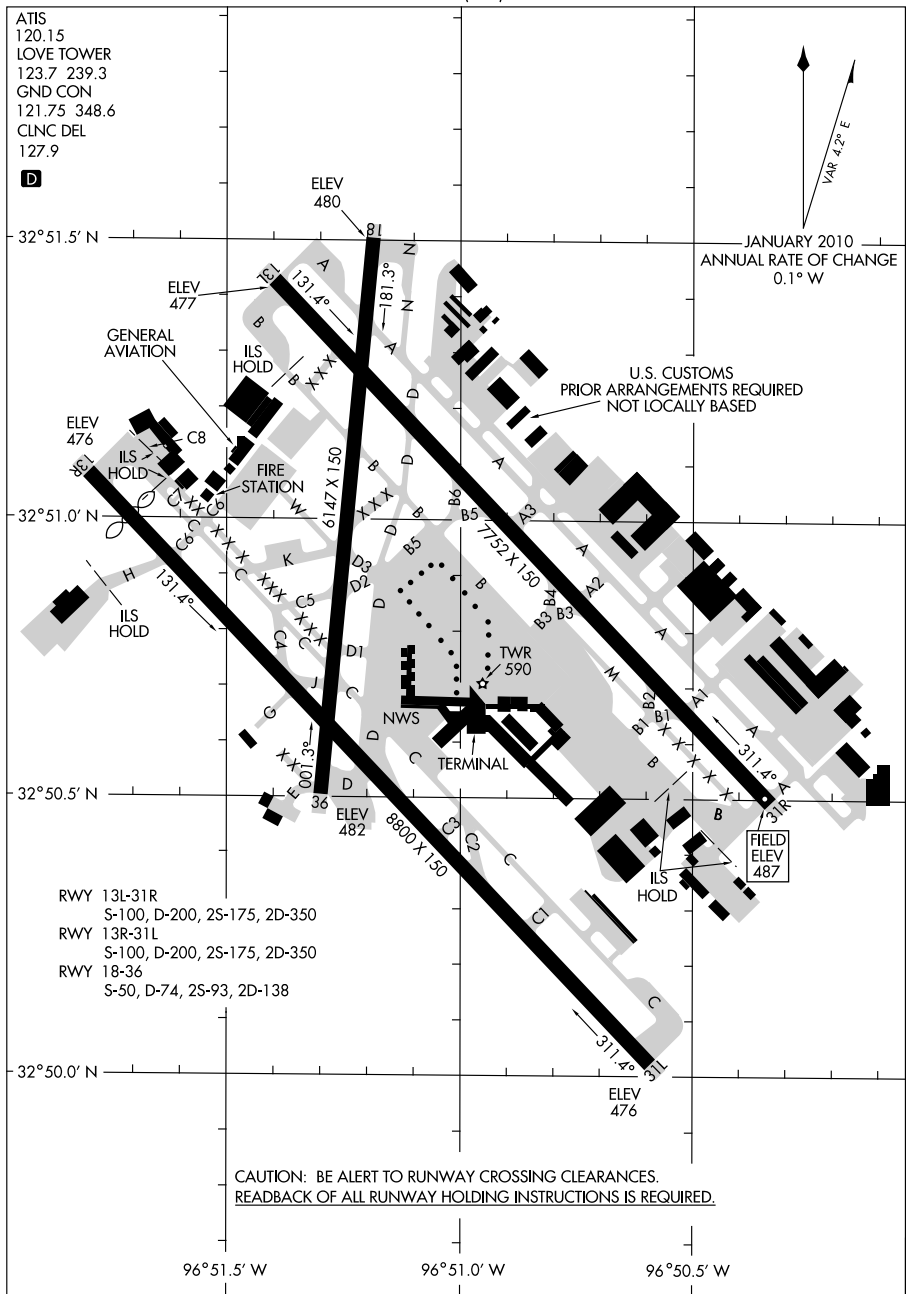 ATIS
120.15
LOVE TOWER
123.7 239.3
GND CON
121.75 348.6
CLNC DEL
127.9
D
VAR 4.2° E
JANUARY 2010
ANNUAL RATE OF CHANGE
0.1° W
32°51.5' N
ELEV
480
18
N
N
181.3°
A
A
13L
131.4°
ELEV
477
B
GENERAL
AVIATION
ILS
HOLD
B
X X X
U.S. CUSTOMS
PRIOR ARRANGEMENTS REQUIRED
NOT LOCALLY BASED
D
ELEV
476
13R
C8
ILS
HOLD
FIRE
STATION
6147 X 150
B
D
A
B6
W
X X X
B
C7
C6
X X X
32°51.0' N
C
C6
B5
7752 X 150
A3
D
B5
A
K
C
D3
D2
B
H
131.4°
X X X
C5
X X X
D
A2
B4
B3
B3
ILS
HOLD
C4
C
D1
A
TWR
590
M
J
C
B2
A1
B1
B1
G
NWS
D
C
TERMINAL
X X X X X X
A
311.4°
B
X X
001.3°
E
36
D
32°50.5' N
ELEV
482
8800 X 150
A
31R
B
C3
C2
C
ILS
HOLD
FIELD
ELEV
487
RWY 13L-31R
S-100, D-200, 2S-175, 2D-350
RWY 13R-31L
S-100, D-200, 2S-175, 2D-350
RWY 18-36
S-50, D-74, 2S-93, 2D-138
C1
C
311.4°
31L
32°50.0' N
ELEV
476
CAUTION: BE ALERT TO RUNWAY CROSSING CLEARANCES.
READBACK OF ALL RUNWAY HOLDING INSTRUCTIONS IS REQUIRED.
96°51.5' W
96°51.0' W
96°50.5' W